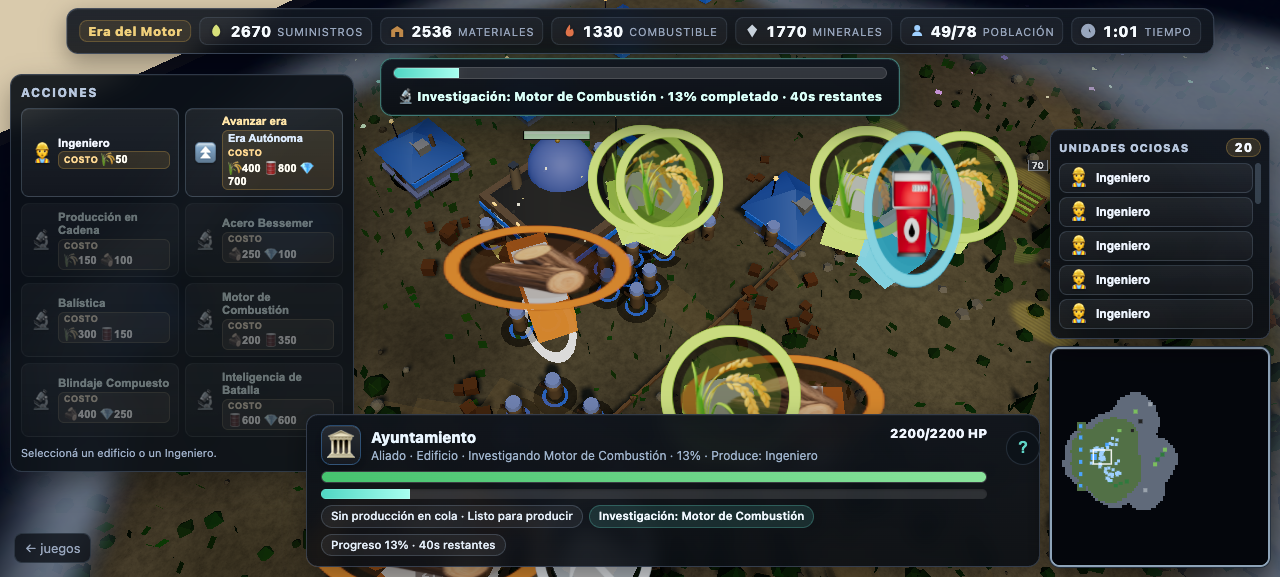 Era del Motor
2670 SUMINISTROS
2536 MATERIALES
1330 COMBUSTIBLE
1770 MINERALES
49/78 POBLACIÓN
1:01 TIEMPO
Investigación: Motor de Combustión · 13% completado · 40s restantes
ACCIONES
Ingeniero
COSTO 50
Avanzar era
Era Autónoma
COSTO
400 800
700
Producción en
Cadena
COSTO
150 100
Acero Bessemer
COSTO
250 100
Balística
COSTO
300 150
Motor de
Combustión
COSTO
200 350
Blindaje Compuesto
COSTO
400 250
Inteligencia de
Batalla
COSTO
600 600
Seleccioná un edificio o un Ingeniero.
70
UNIDADES OCIOSAS 20
Ingeniero
Ingeniero
Ingeniero
Ingeniero
Ingeniero
Ayuntamiento
2200/2200 HP
?
Aliado · Edificio · Investigando Motor de Combustión · 13% · Produce: Ingeniero
Sin producción en cola · Listo para producir
Investigación: Motor de Combustión
Progreso 13% · 40s restantes
← juegos